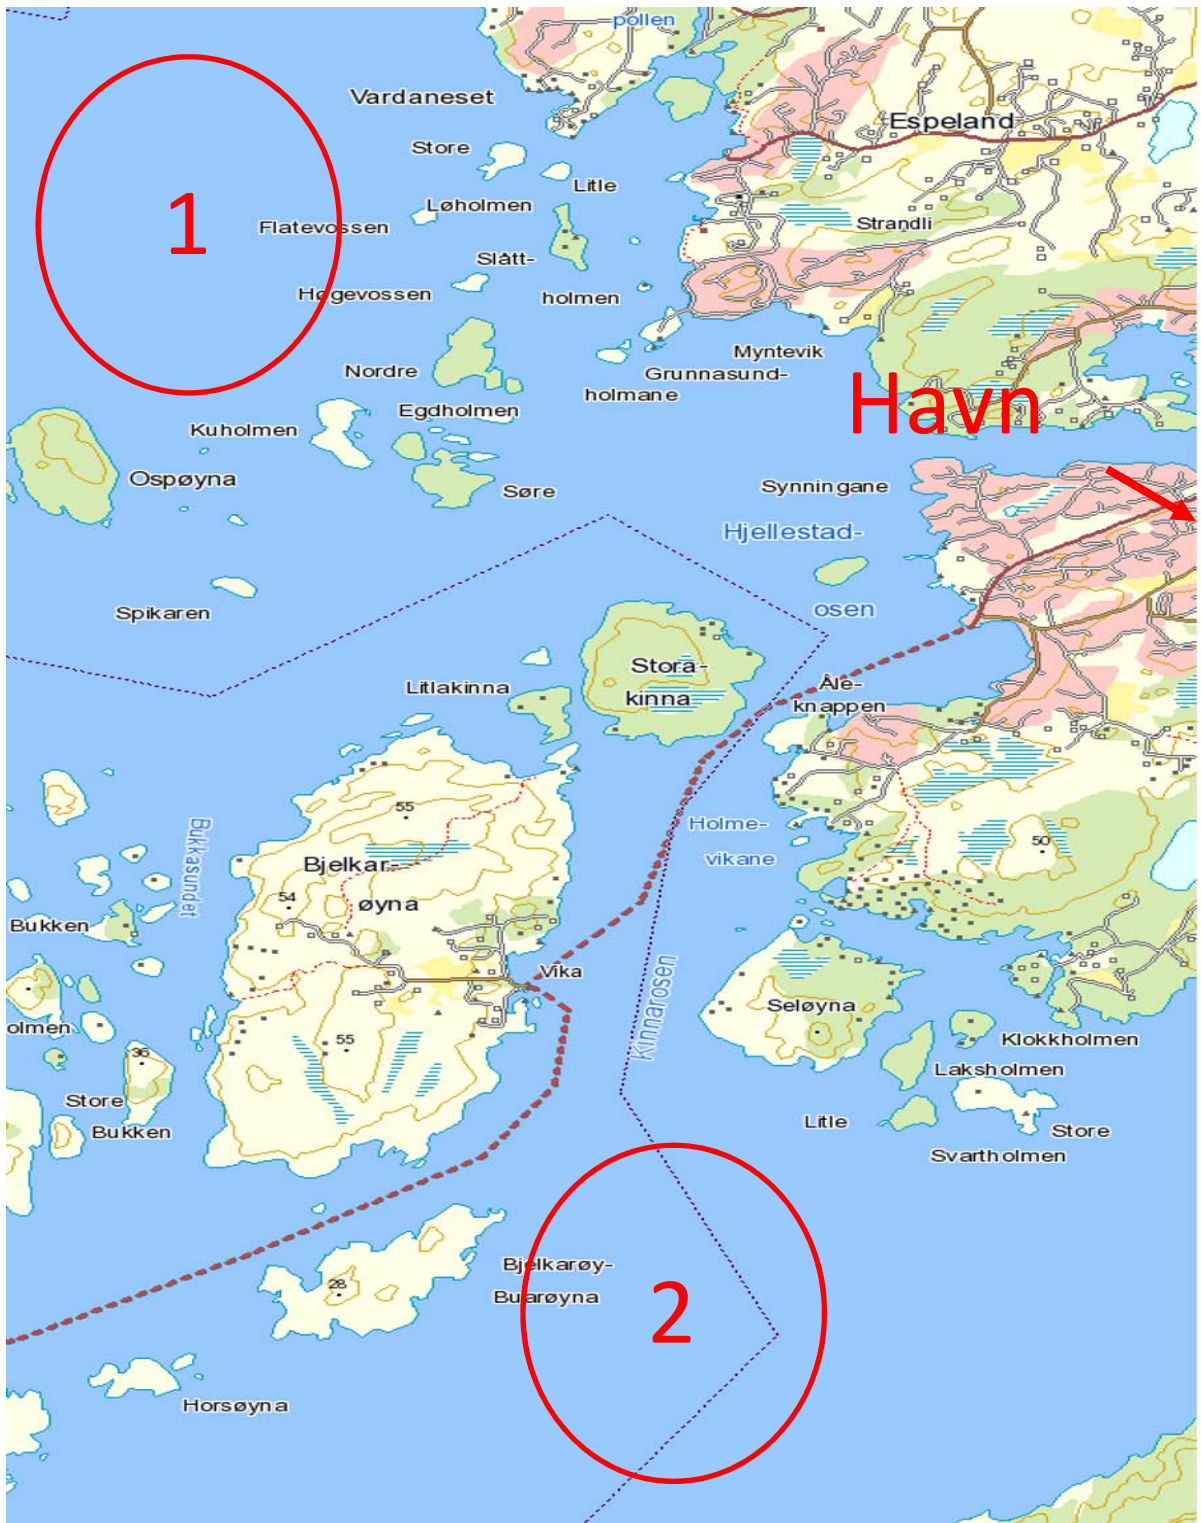 pollen
Vardaneset
Espeland
Store
Litle
Løholmen
Flatevossen
Strandli
Slått-
holmen
Høgevossen
Myntevik
Nordre
Grunnasund-
holmane
Egdholmen
Kuholmen
Havn
Ospøyna
Søre
Synningane
Hjellestad-
osen
Spikaren
Stora-
kinna
Litlakinna
Åle-
knappen
55
Holme-
vikane
50
Bukkasundet
Bjelkar-
øyna
54
Bukken
Vika
Kinnarosen
Seløyna
olmen
55
Klokkholmen
36
Laksholmen
Store
Bukken
Litle
Store
Svartholmen
Bjelkarøy-
Buarøyna
28
Horsøyna
1
2